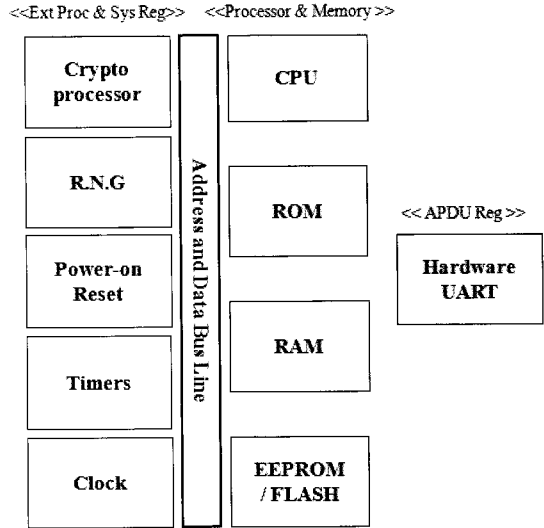 <<Ext Proc & Sys Reg>>
<<Processor & Memory >>
Crypto
processor
CPU
R.N.G
ROM
Address and Data Bus Line
<< APDU Reg >>
Power-on
Reset
Hardware
UART
RAM
Timers
Clock
EEPROM
/ FLASH